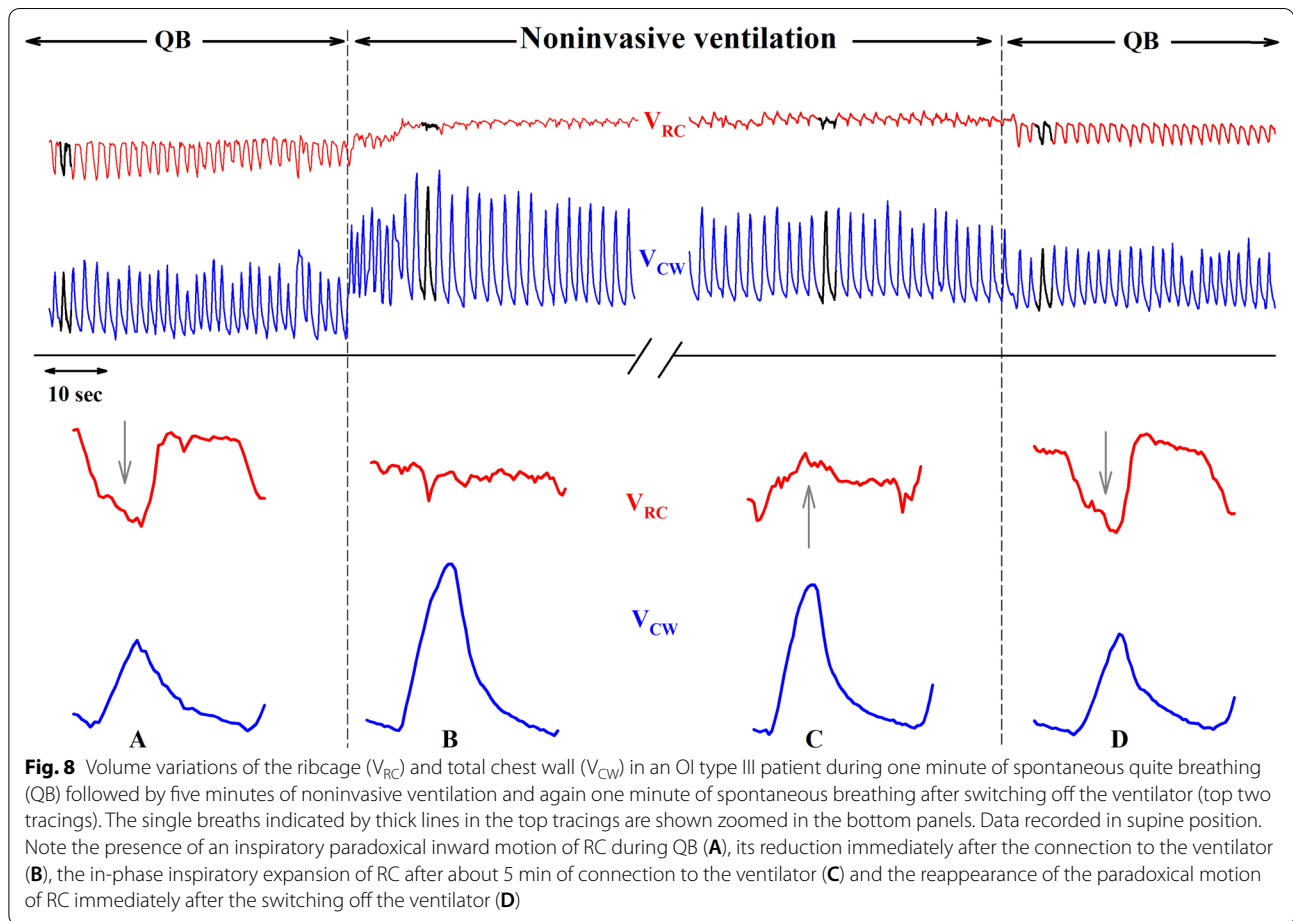 QB Noninvasive ventilation QB
V_RC
V_CW
10 sec
V_RC
V_CW
A B C D
Fig. 8 Volume variations of the ribcage (V_RC) and total chest wall (V_CW) in an OI type III patient during one minute of spontaneous quite breathing
(QB) followed by five minutes of noninvasive ventilation and again one minute of spontaneous breathing after switching off the ventilator (top two
tracings). The single breaths indicated by thick lines in the top tracings are shown zoomed in the bottom panels. Data recorded in supine position.
Note the presence of an inspiratory paradoxical inward motion of RC during QB (A), its reduction immediately after the connection to the ventilator
(B), the in-phase inspiratory expansion of RC after about 5 min of connection to the ventilator (C) and the reappearance of the paradoxical motion
of RC immediately after the switching off the ventilator (D)